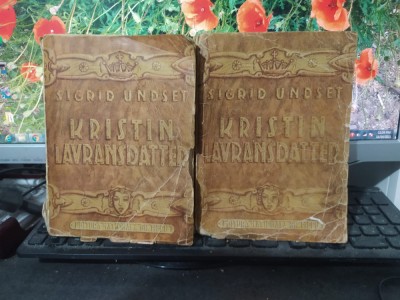 SIGRID UNDSET
KRISTIN
LAVRANSDATTER
SIGRID UNDSET
KRISTIN
LAVRANSDATTER